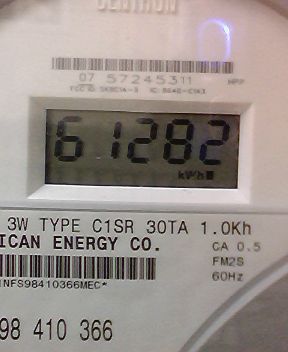 CENTRON
07 57245311
61282
kWh
3W TYPE C1SR 30TA 1.0Kh
ICAN ENERGY CO.
CA 0.5
FM2S
60Hz
INFS98410366MEC*
98 410 366